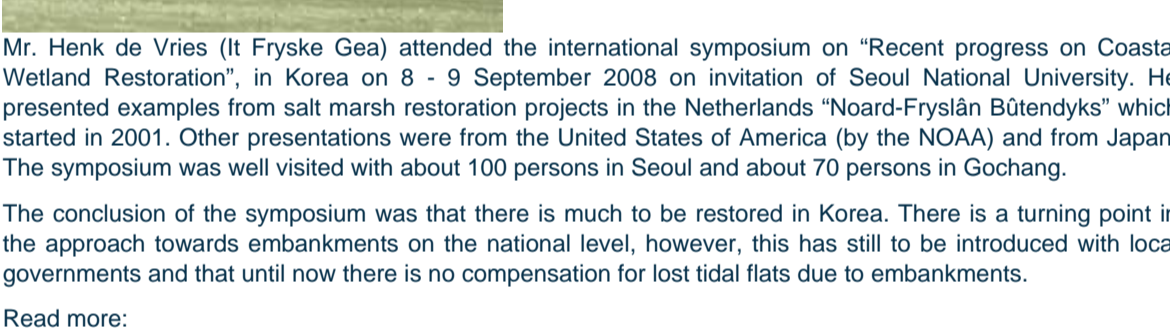 Mr. Henk de Vries (It Fryske Gea) attended the international symposium on “Recent progress on Coasta
Wetland Restoration”, in Korea on 8 - 9 September 2008 on invitation of Seoul National University. He
presented examples from salt marsh restoration projects in the Netherlands “Noard-Fryslân Bûtendyks” which
started in 2001. Other presentations were from the United States of America (by the NOAA) and from Japan
The symposium was well visited with about 100 persons in Seoul and about 70 persons in Gochang.
The conclusion of the symposium was that there is much to be restored in Korea. There is a turning point in
the approach towards embankments on the national level, however, this has still to be introduced with loca
governments and that until now there is no compensation for lost tidal flats due to embankments.
Read more: